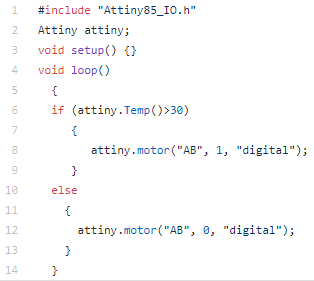 1 #include "Attiny85_IO.h"
2 Attiny attiny;
3 void setup() {}
4 void loop()
5 {
6 if (attiny.Temp()>30)
7 {
8 attiny.motor("AB", 1, "digital");
9 }
10 else
11 {
12 attiny.motor("AB", 0, "digital");
13 }
14 }